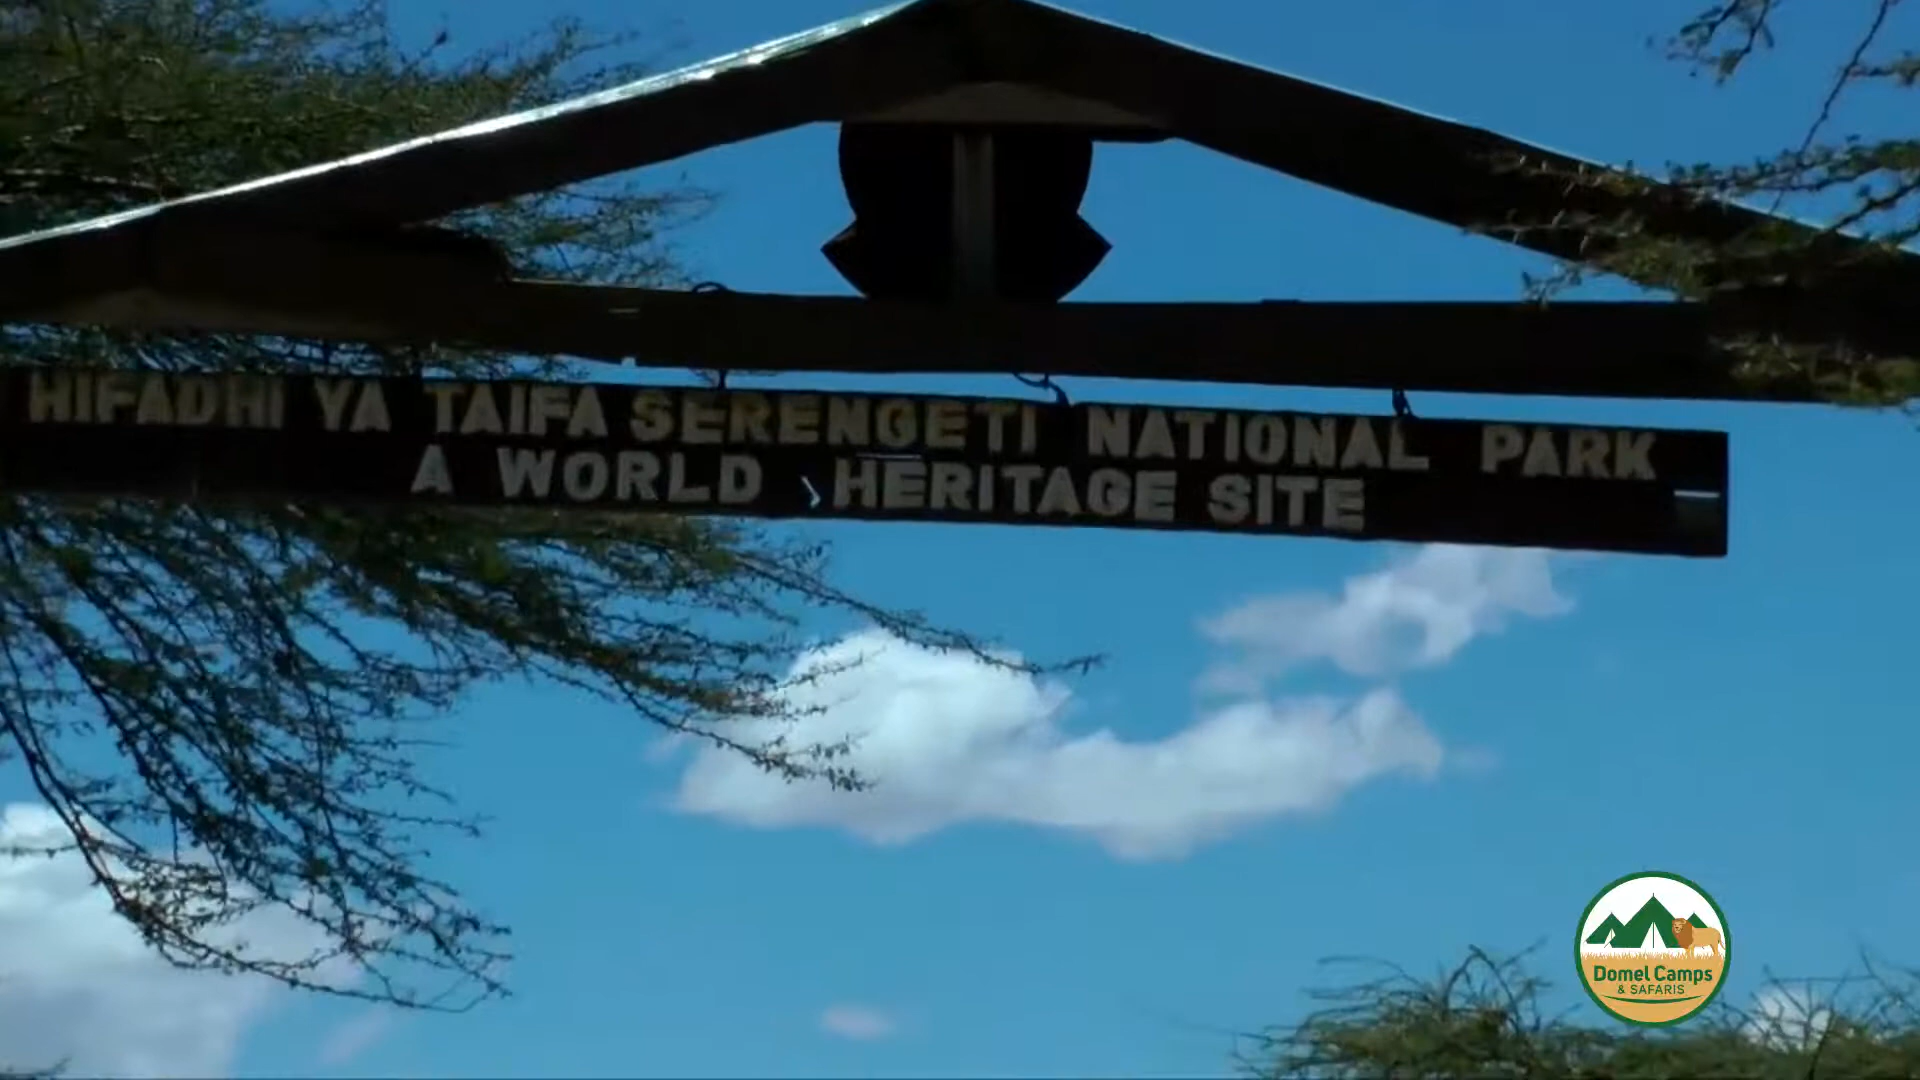 HIFADHI YA TAIFA SERENGETI NATIONAL PARK
A WORLD HERITAGE SITE
Domel Camps
& SAFARIS